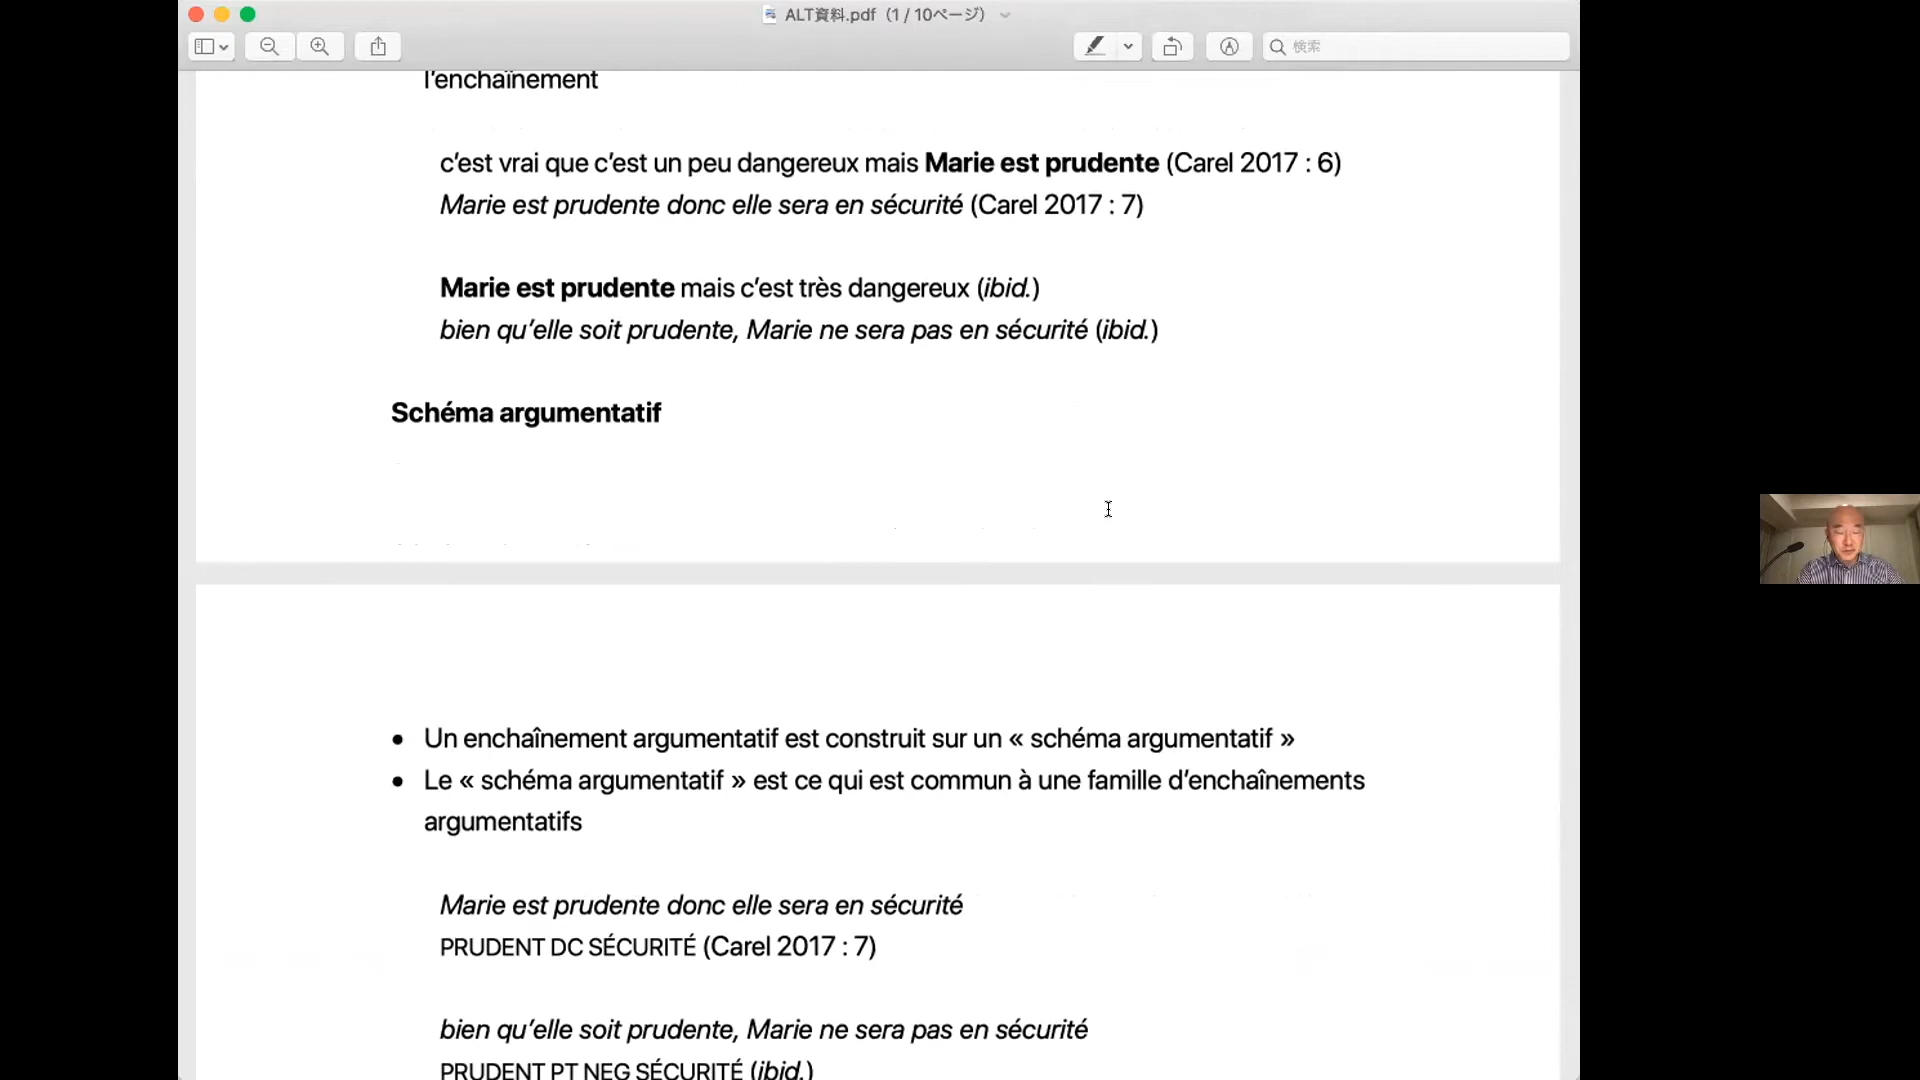 ALT資料.pdf（1 / 10ページ）
検索
l’enchaînement
c’est vrai que c’est un peu dangereux mais Marie est prudente (Carel 2017 : 6)
Marie est prudente donc elle sera en sécurité (Carel 2017 : 7)
Marie est prudente mais c’est très dangereux (ibid.)
bien qu’elle soit prudente, Marie ne sera pas en sécurité (ibid.)
Schéma argumentatif
• Un enchaînement argumentatif est construit sur un « schéma argumentatif »
• Le « schéma argumentatif » est ce qui est commun à une famille d’enchaînements
argumentatifs
Marie est prudente donc elle sera en sécurité
PRUDENT DC SÉCURITÉ (Carel 2017 : 7)
bien qu’elle soit prudente, Marie ne sera pas en sécurité
PRUDENT PT NEG SÉCURITÉ (ibid.)